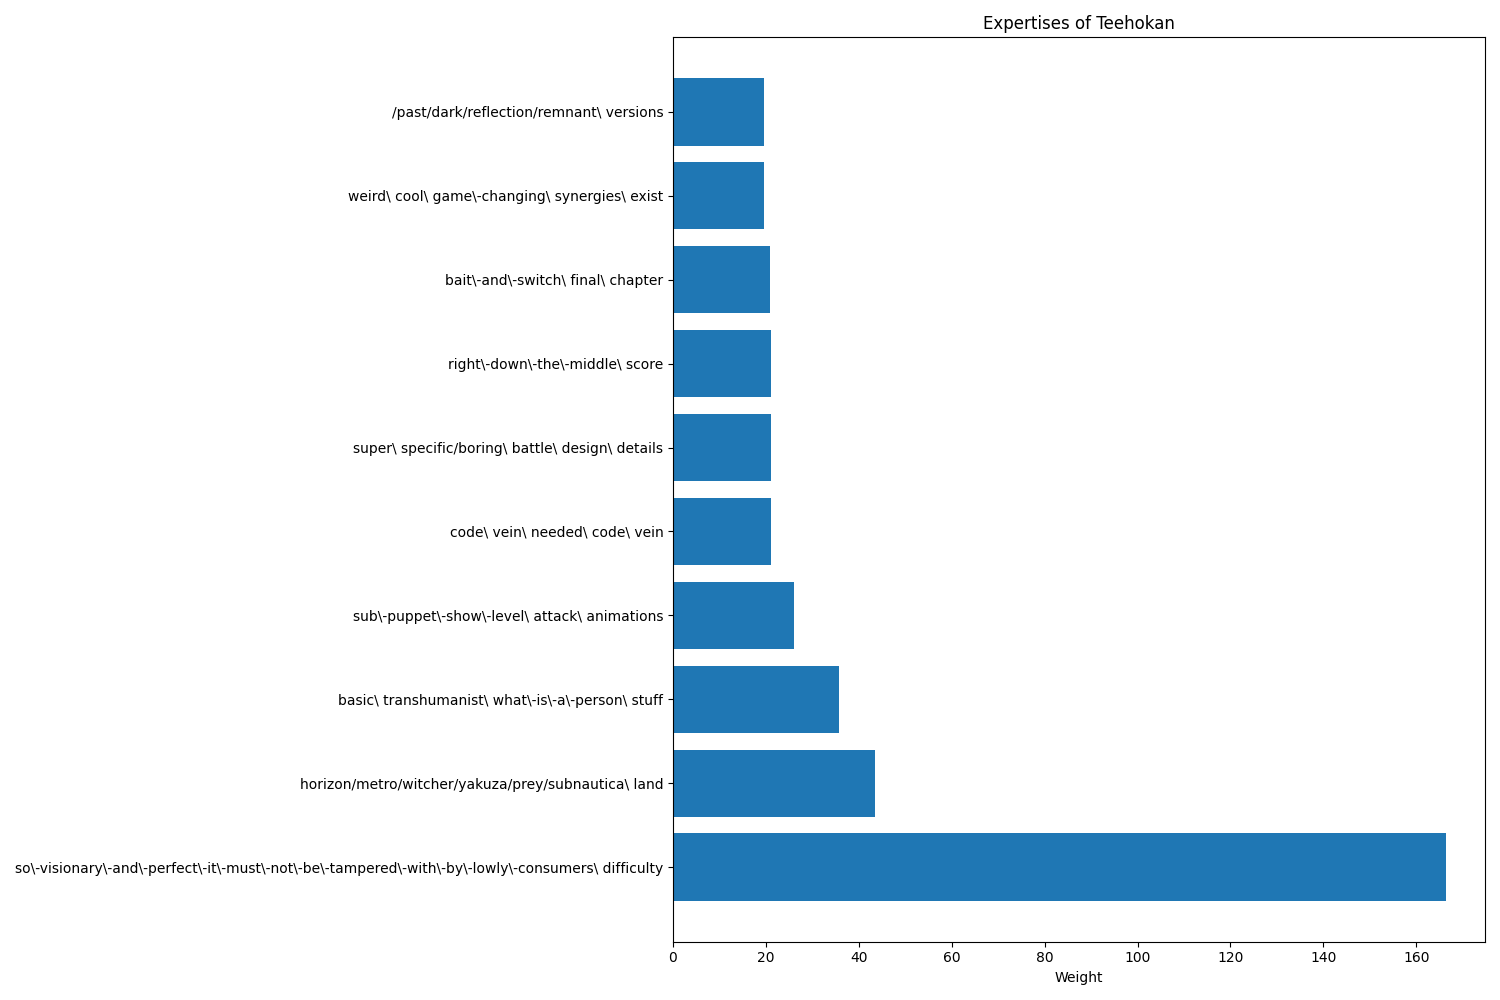 Expertises of Teehokan
/past/dark/reflection/remnant\ versions
weird\ cool\ game\-changing\ synergies\ exist
bait\-and\-switch\ final\ chapter
right\-down\-the\-middle\ score
super\ specific/boring\ battle\ design\ details
code\ vein\ needed\ code\ vein
sub\-puppet\-show\-level\ attack\ animations
basic\ transhumanist\ what\-is\-a\-person\ stuff
horizon/metro/witcher/yakuza/prey/subnautica\ land
so\-visionary\-and\-perfect\-it\-must\-not\-be\-tampered\-with\-by\-lowly\-consumers\ difficulty
0 20 40 60 80 100 120 140 160
Weight